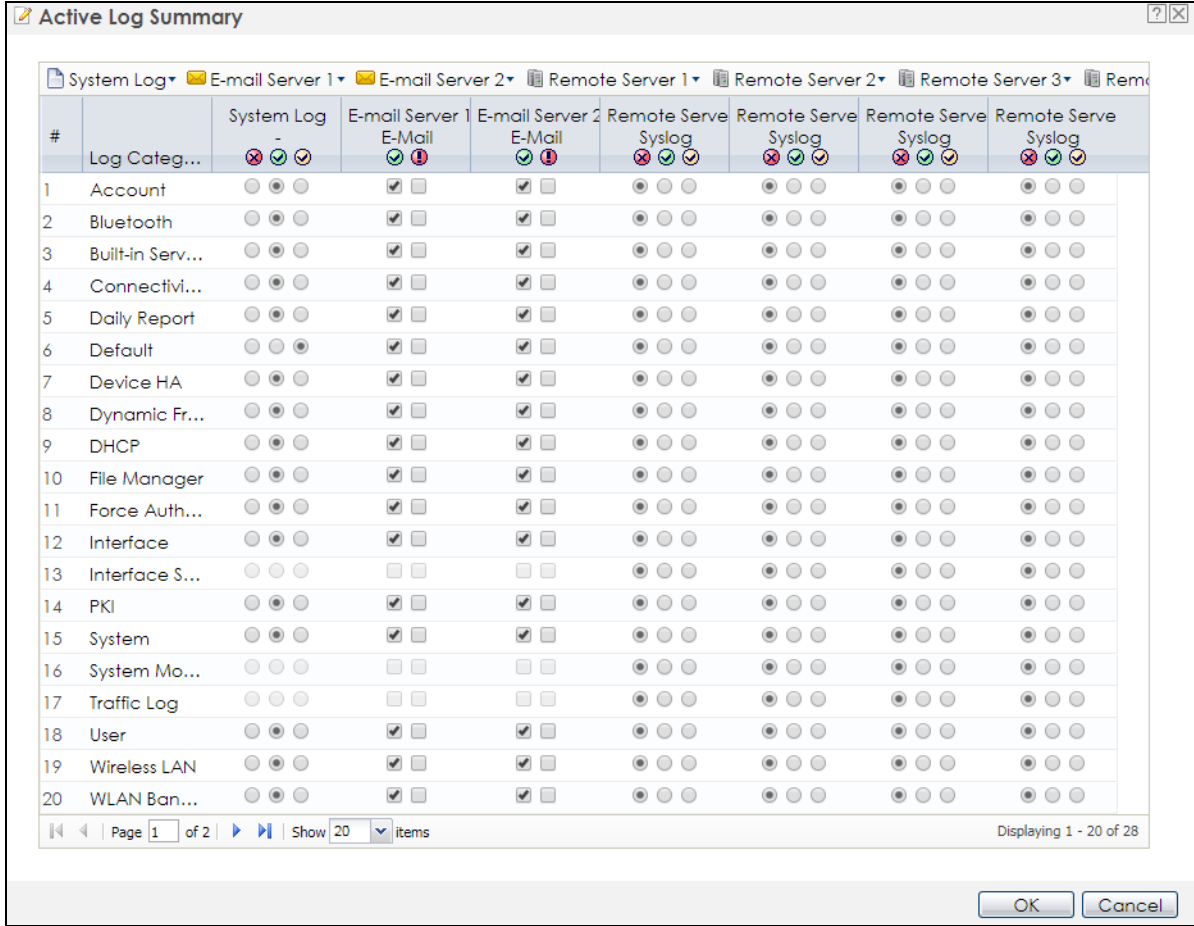 Active Log Summary
?
System Log E-mail Server 1 E-mail Server 2 Remote Server 1 Remote Server 2 Remote Server 3 Remo
# Log Categ... System Log - E-mail Server 1 E-Mail E-mail Server 2 E-Mail Remote Serve Syslog Remote Serve Syslog Remote Serve Syslog Remote Serve Syslog
1 Account
2 Bluetooth
3 Built-in Serv...
4 Connectivi...
5 Daily Report
6 Default
7 Device HA
8 Dynamic Fr...
9 DHCP
10 File Manager
11 Force Auth...
12 Interface
13 Interface S...
14 PKI
15 System
16 System Mo...
17 Traffic Log
18 User
19 Wireless LAN
20 WLAN Ban...
Page 1 of 2 Show 20 items Displaying 1 - 20 of 28
OK Cancel